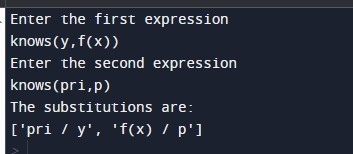 Enter the first expression
knows(y,f(x))
Enter the second expression
knows(pri,p)
The substitutions are:
['pri / y', 'f(x) / p']
>